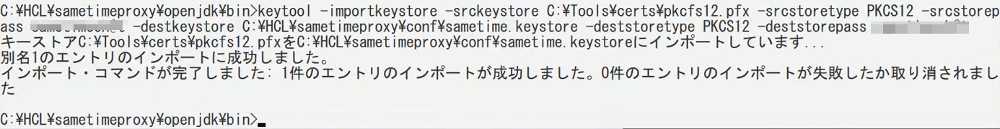 C:¥HCL¥sametimeproxy¥openjdk¥bin>keytool -importkeystore -srckeystore C:¥Tools¥certs¥pkcfs12.pfx -srcstoretype PKCS12 -srcstorep
ass -destkeystore C:¥HCL¥sametimeproxy¥conf¥sametime.keystore -deststoretype PKCS12 -deststorepass
キーストアC:¥Tools¥certs¥pkcfs12.pfxをC:¥HCL¥sametimeproxy¥conf¥sametime.keystoreにインポートしています...
別名1のエントリのインポートに成功しました。
インポート・コマンドが完了しました: 1件のエントリのインポートが成功しました。0件のエントリのインポートが失敗したか取り消されまし
た
C:¥HCL¥sametimeproxy¥openjdk¥bin>